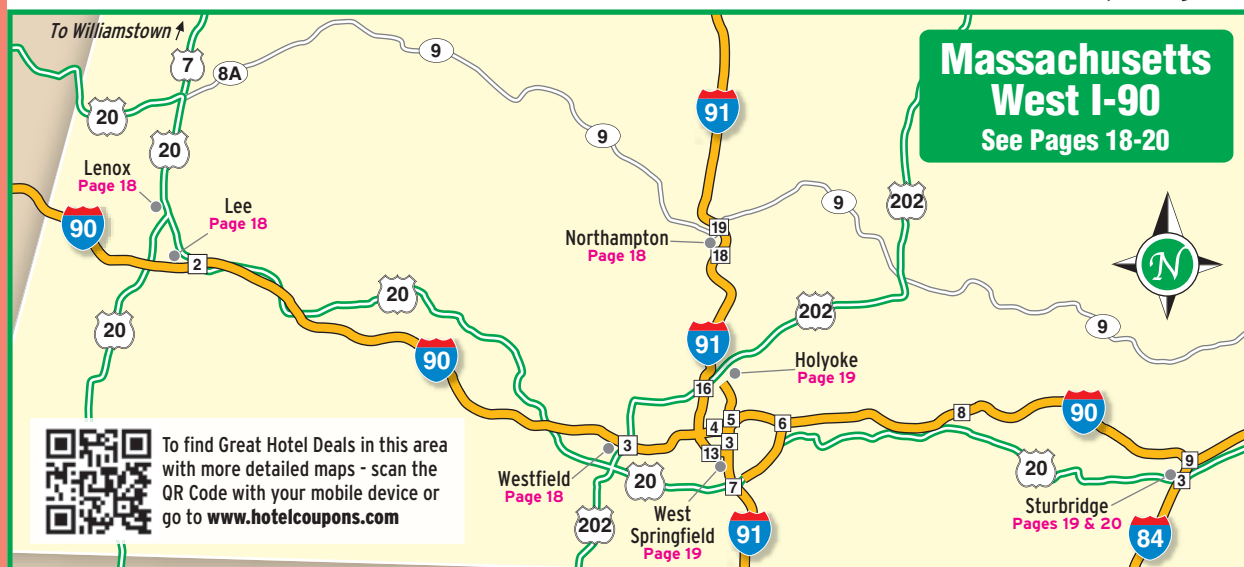 To Williamstown
7
8A
9
91
Massachusetts
West I-90
See Pages 18-20
20
9
20
Lenox
Page 18
202
9
Lee
Page 18
90
19
Northampton
Page 18
18
N
2
20
202
20
9
91
90
Holyoke
Page 19
16
8
90
5
6
4
3
3
13
9
To find Great Hotel Deals in this area
with more detailed maps - scan the
QR Code with your mobile device or
go to www.hotelcoupons.com
Westfield
Page 18
20
7
20
3
Sturbridge
Pages 19 & 20
202
West
Springfield
Page 19
91
84